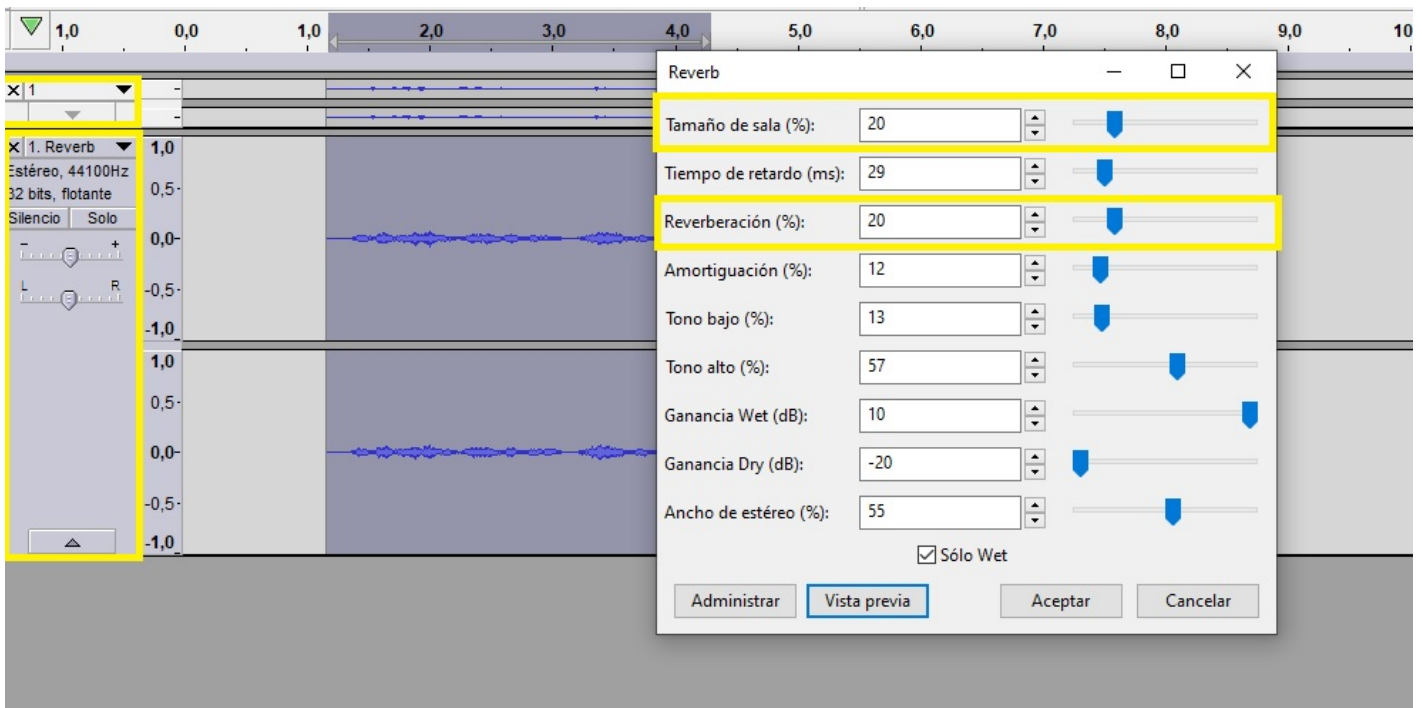 1,0 0,0 1,0 2,0 3,0 4,0 5,0 6,0 7,0 8,0 9,0 10
Reverb
1
Tamaño de sala (%): 20
1. Reverb 1,0
Estéreo, 44100Hz
Tiempo de retardo (ms): 29
32 bits, flotante 0,5
Silencio Solo
Reverberación (%): 20
- + 0,0
Amortiguación (%): 12
L R -0,5
Tono bajo (%): 13
-1,0
1,0
Tono alto (%): 57
0,5
Ganancia Wet (dB): 10
0,0
Ganancia Dry (dB): -20
-0,5
Ancho de estéreo (%): 55
-1,0
Sólo Wet
Administrar Vista previa Aceptar Cancelar